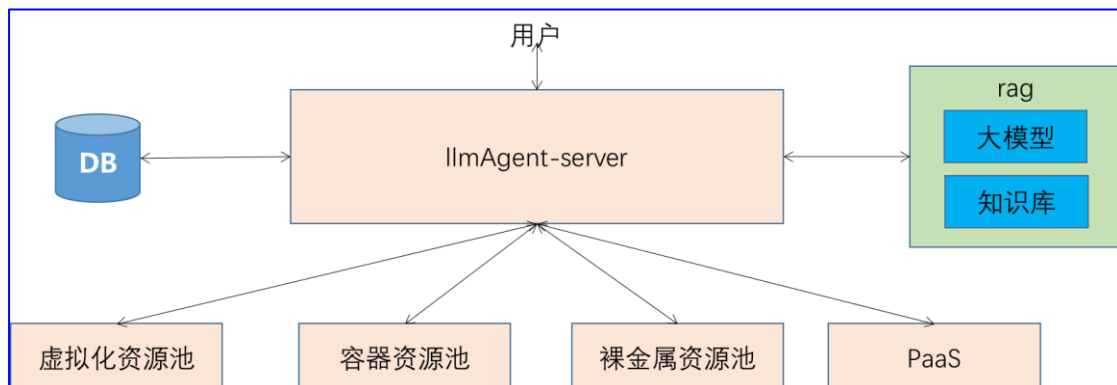 用户
rag
大模型
DB
llmAgent-server
知识库
虚拟化资源池
容器资源池
裸金属资源池
PaaS